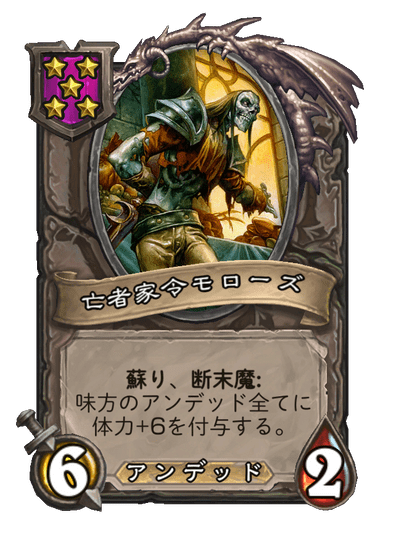 亡者家令モローズ
蘇り、断末魔:
味方のアンデッド全てに
体力+6を付与する。
6
アンデッド
2